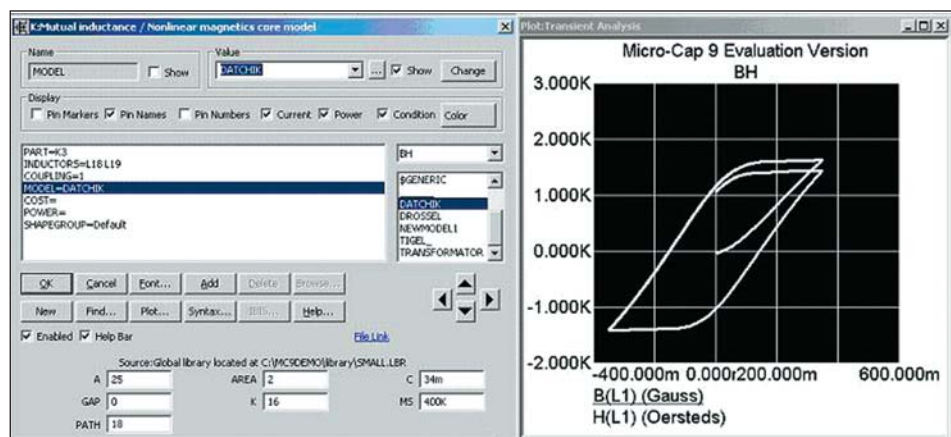 K:Mutual inductance / Nonlinear magnetics core model
Name
MODEL
Show
Value
DATCHIK
...
Show
Change
Display
Pin Markers
Pin Names
Pin Numbers
Current
Power
Condition
Color
PART=K3
INDUCTORS=L18 L19
COUPLING=1
MODEL=DATCHIK
COST=
POWER=
SHAPEGROUP=Default
BH
$GENERIC
DATCHIK
DROSSEL
NEWMODEL1
TIGEL_
TRANSFORMATOR
OK
Cancel
Font...
Add
Delete
Browse...
New
Find...
Plot...
Syntax...
IBIS...
Help...
Enabled
Help Bar
File Link
Source:Global library located at C:\MC9DEMO\library\SMALL.LBR
A 25
AREA 2
C 34m
GAP 0
K 16
MS 400K
PATH 18
Plot:Transient Analysis
Micro-Cap 9 Evaluation Version
BH
3.000K
2.000K
1.000K
0.000K
-1.000K
-2.000K
-400.000m 0.000r200.000m 600.000m
B(L1) (Gauss)
H(L1) (Oersteds)